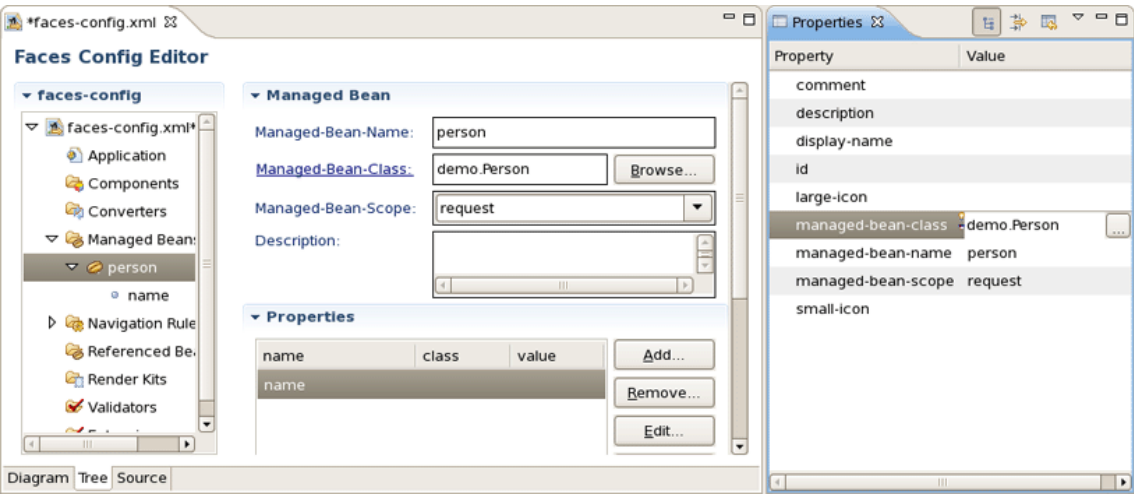 *faces-config.xml
Faces Config Editor
faces-config
faces-config.xml*
Application
Components
Converters
Managed Beans
person
name
Navigation Rule
Referenced Be
Render Kits
Validators
Managed Bean
Managed-Bean-Name: person
Managed-Bean-Class: demo.Person Browse...
Managed-Bean-Scope: request
Description:
Properties
name class value
name
Add...
Remove...
Edit...
Diagram Tree Source
Properties
Property Value
comment
description
display-name
id
large-icon
managed-bean-class demo.Person ...
managed-bean-name person
managed-bean-scope request
small-icon